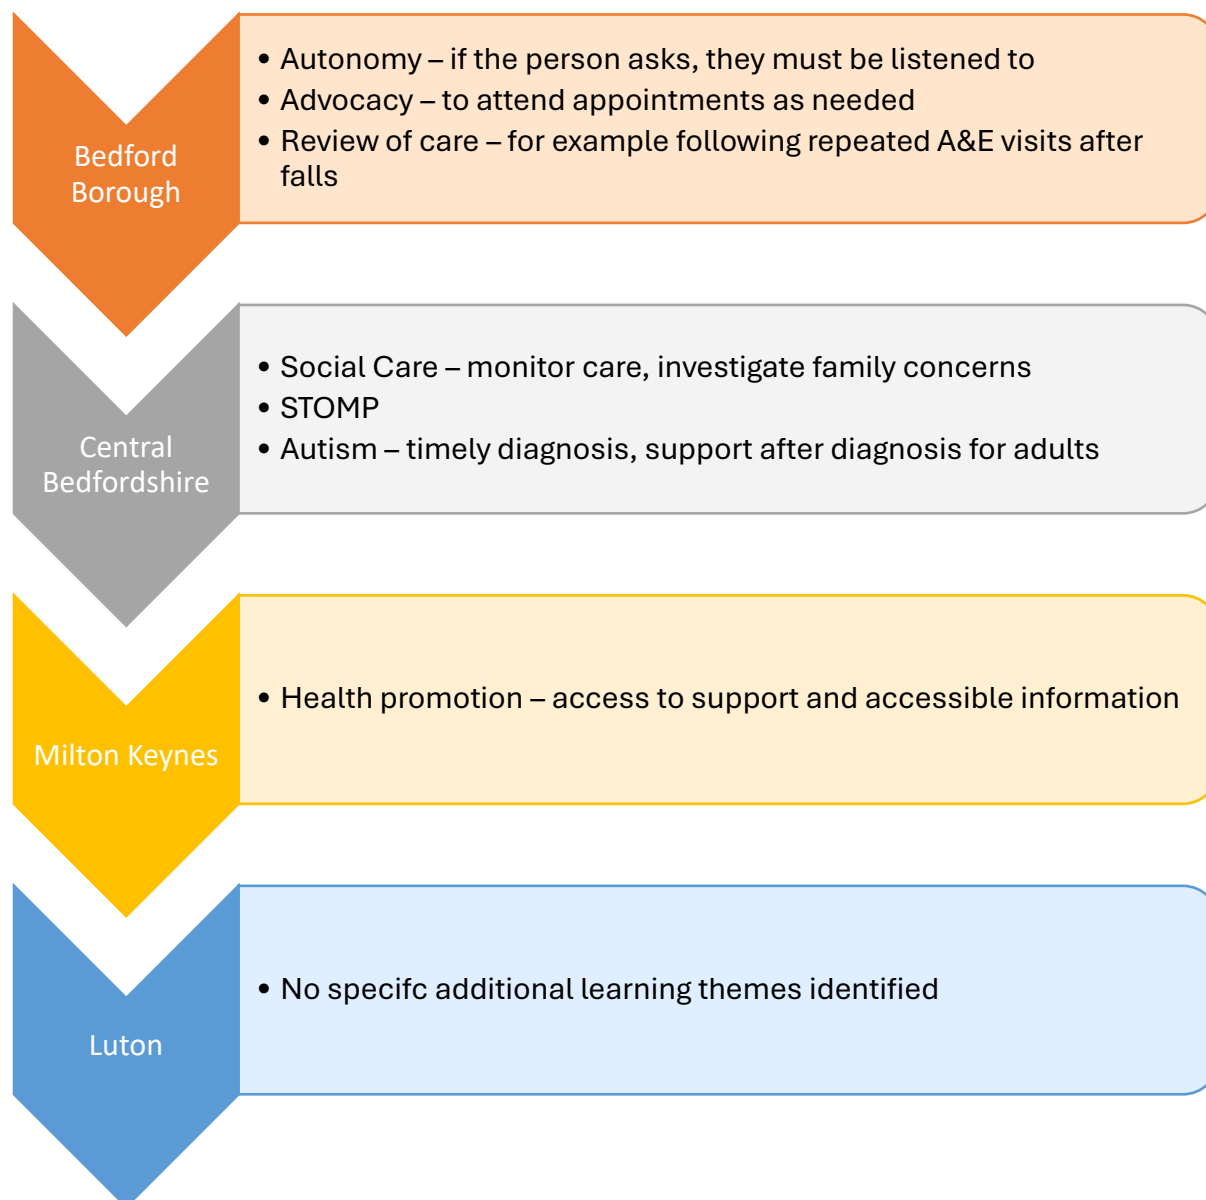 Bedford
Borough
• Autonomy – if the person asks, they must be listened to
• Advocacy – to attend appointments as needed
• Review of care – for example following repeated A&E visits after
falls
Central
Bedfordshire
• Social Care – monitor care, investigate family concerns
• STOMP
• Autism – timely diagnosis, support after diagnosis for adults
Milton Keynes
• Health promotion – access to support and accessible information
Luton
• No specifc additional learning themes identified